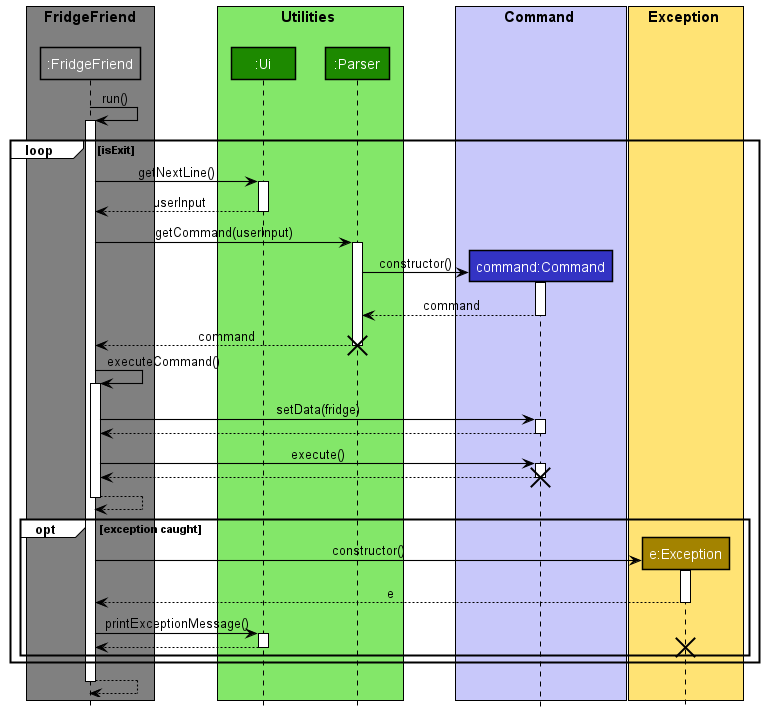 FridgeFriend
Utilities
Command
Exception
:FridgeFriend
:Ui
:Parser
run()
loop
[isExit]
getNextLine()
userInput
getCommand(userInput)
constructor()
command:Command
command
command
executeCommand()
setData(fridge)
execute()
opt
[exception caught]
constructor()
e:Exception
e
printExceptionMessage()